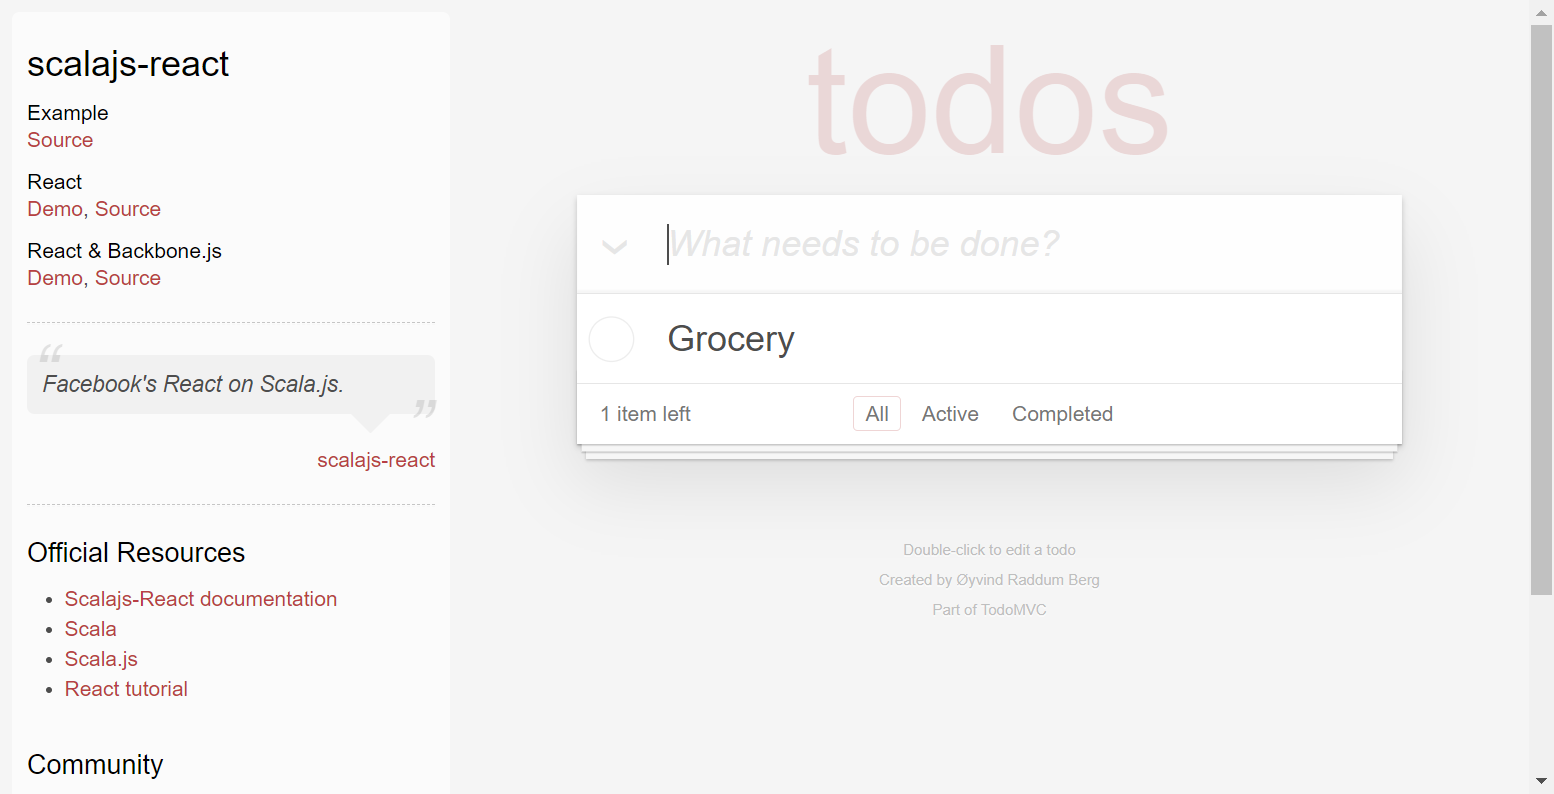 scalajs-react
Example
Source
React
Demo, Source
React & Backbone.js
Demo, Source
“
Facebook's React on Scala.js.
”
scalajs-react
Official Resources
• Scalajs-React documentation
• Scala
• Scala.js
• React tutorial
Community
todos
❯ What needs to be done?
Grocery
1 item left All Active Completed
Double-click to edit a todo
Created by Øyvind Raddum Berg
Part of TodoMVC